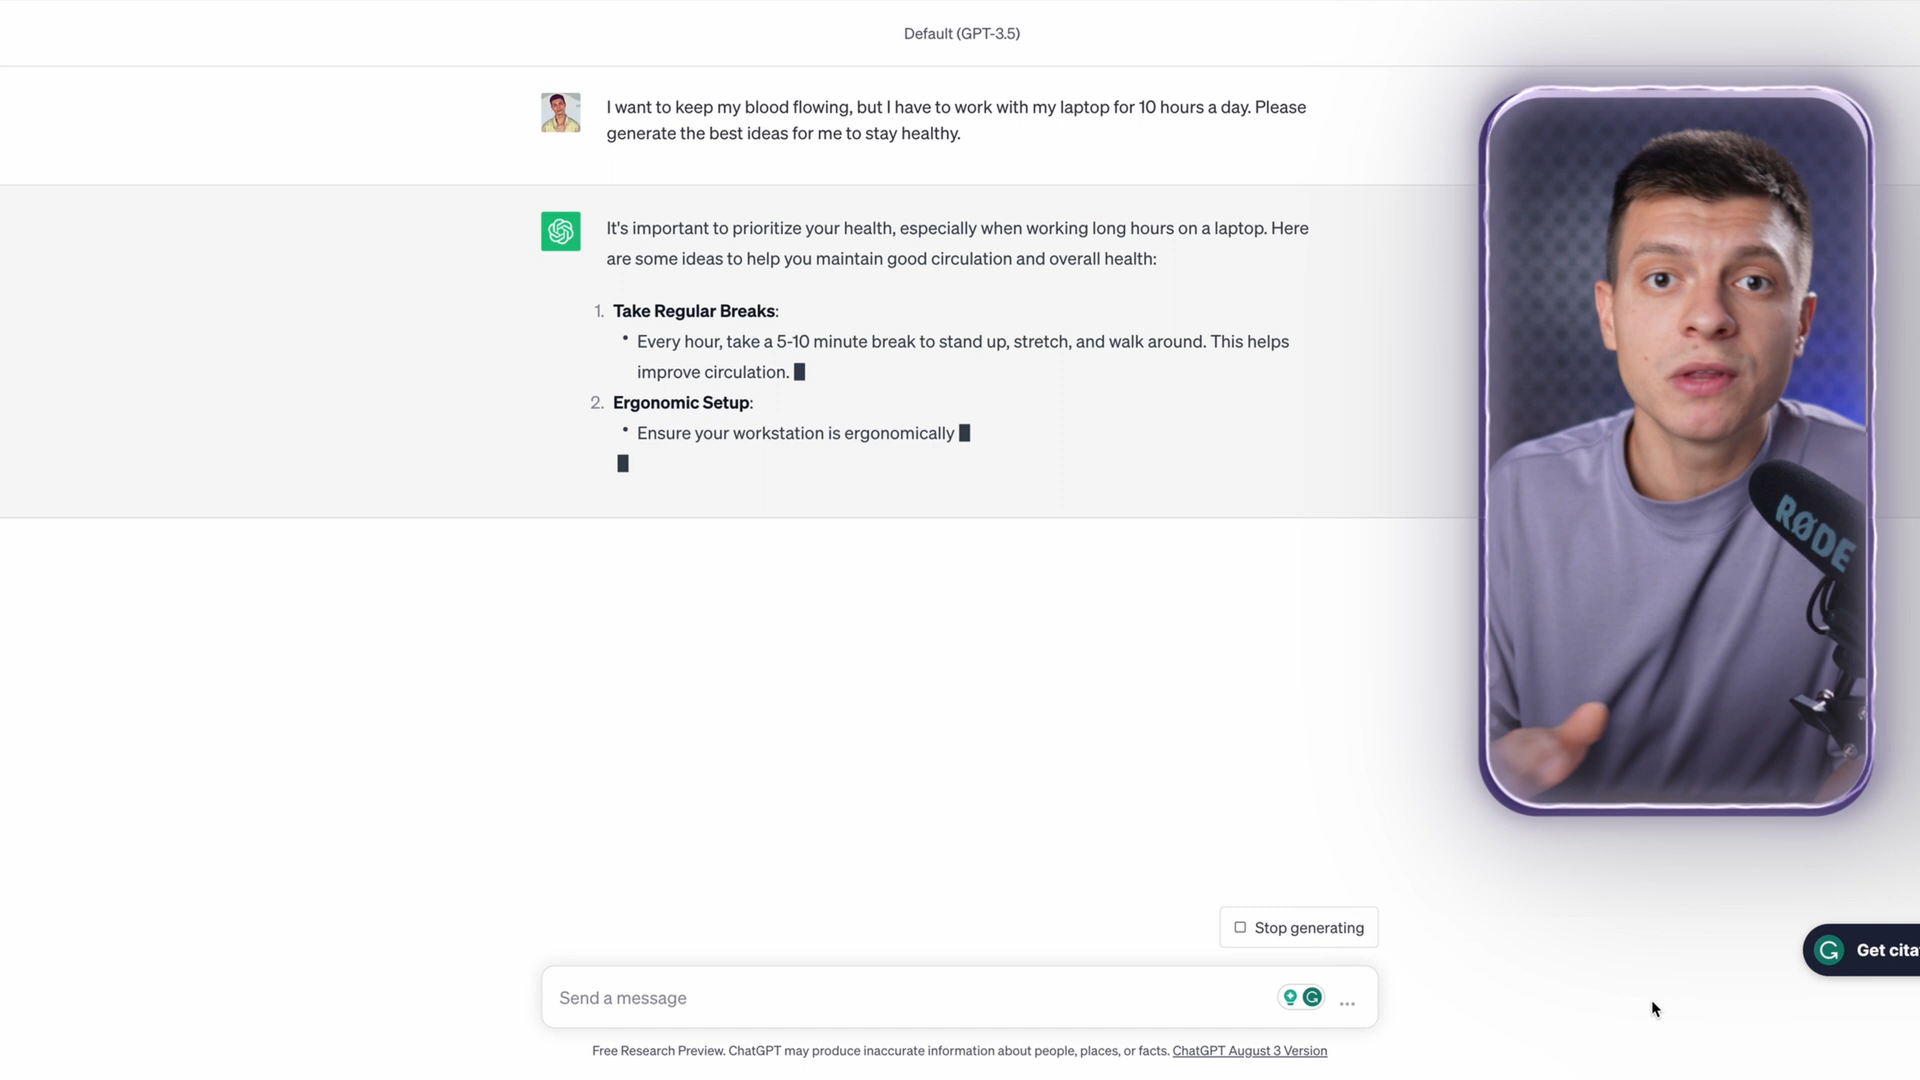 Default (GPT-3.5)
I want to keep my blood flowing, but I have to work with my laptop for 10 hours a day. Please
generate the best ideas for me to stay healthy.
It's important to prioritize your health, especially when working long hours on a laptop. Here
are some ideas to help you maintain good circulation and overall health:
1. Take Regular Breaks:
• Every hour, take a 5-10 minute break to stand up, stretch, and walk around. This helps
improve circulation.
2. Ergonomic Setup:
• Ensure your workstation is ergonomically
RØDE
Stop generating
Get cita
Send a message
Free Research Preview. ChatGPT may produce inaccurate information about people, places, or facts. ChatGPT August 3 Version